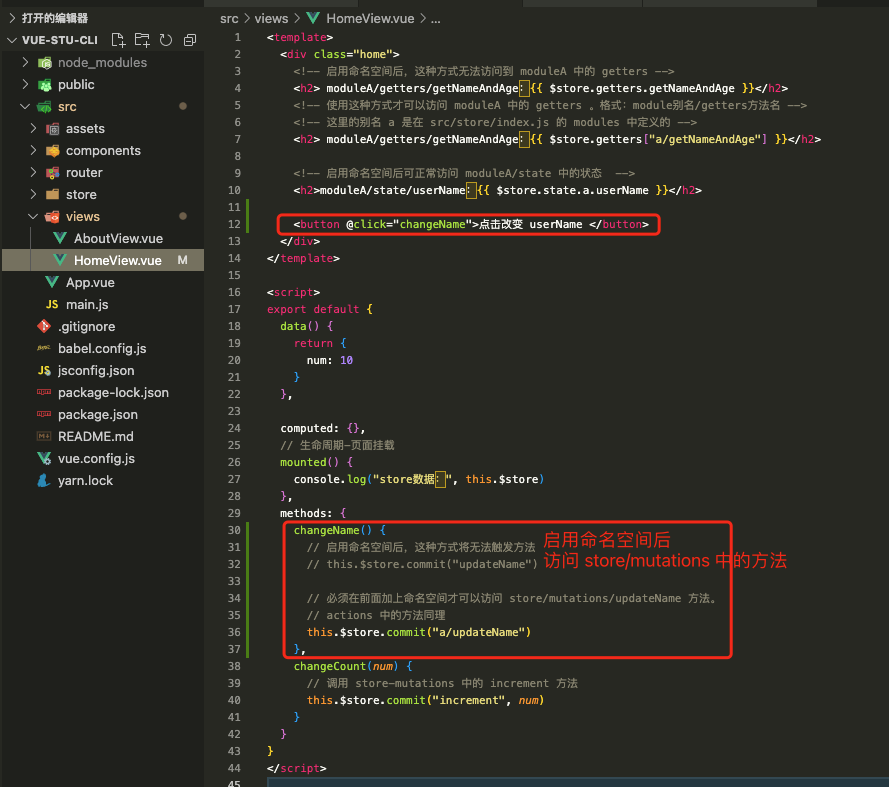 打开的编辑器
VUE-STU-CLI
node_modules
public
src
assets
components
router
store
views
AboutView.vue
HomeView.vue M
App.vue
JS main.js
.gitignore
babel.config.js
JS jsconfig.json
package-lock.json
package.json
README.md
vue.config.js
yarn.lock
src > views > HomeView.vue > ...
1 <template>
2 <div class="home">
3 <!-- 启用命名空间后，这种方式无法访问到 moduleA 中的 getters -->
4 <h2> moduleA/getters/getNameAndAge：{{ $store.getters.getNameAndAge }}</h2>
5 <!-- 使用这种方式才可以访问 moduleA 中的 getters 。格式：module别名/getters方法名 -->
6 <!-- 这里的别名 a 是在 src/store/index.js 的 modules 中定义的 -->
7 <h2> moduleA/getters/getNameAndAge：{{ $store.getters["a/getNameAndAge"] }}</h2>
8
9 <!-- 启用命名空间后可正常访问 moduleA/state 中的状态 -->
10 <h2>moduleA/state/userName：{{ $store.state.a.userName }}</h2>
11
12 <button @click="changeName">点击改变 userName </button>
13 </div>
14 </template>
15
16 <script>
17 export default {
18 data() {
19 return {
20 num: 10
21 }
22 },
23
24 computed: {},
25 // 生命周期-页面挂载
26 mounted() {
27 console.log("store数据：", this.$store)
28 },
29 methods: {
30 changeName() {
31 // 启用命名空间后，这种方式将无法触发方法
32 // this.$store.commit("updateName")
33
34 // 必须在前面加上命名空间才可以访问 store/mutations/updateName 方法。
35 // actions 中的方法同理
36 this.$store.commit("a/updateName")
37 },
38 changeCount(num) {
39 // 调用 store-mutations 中的 increment 方法
40 this.$store.commit("increment", num)
41 }
42 }
43 }
44 </script>
45
启用命名空间后
访问 store/mutations 中的方法